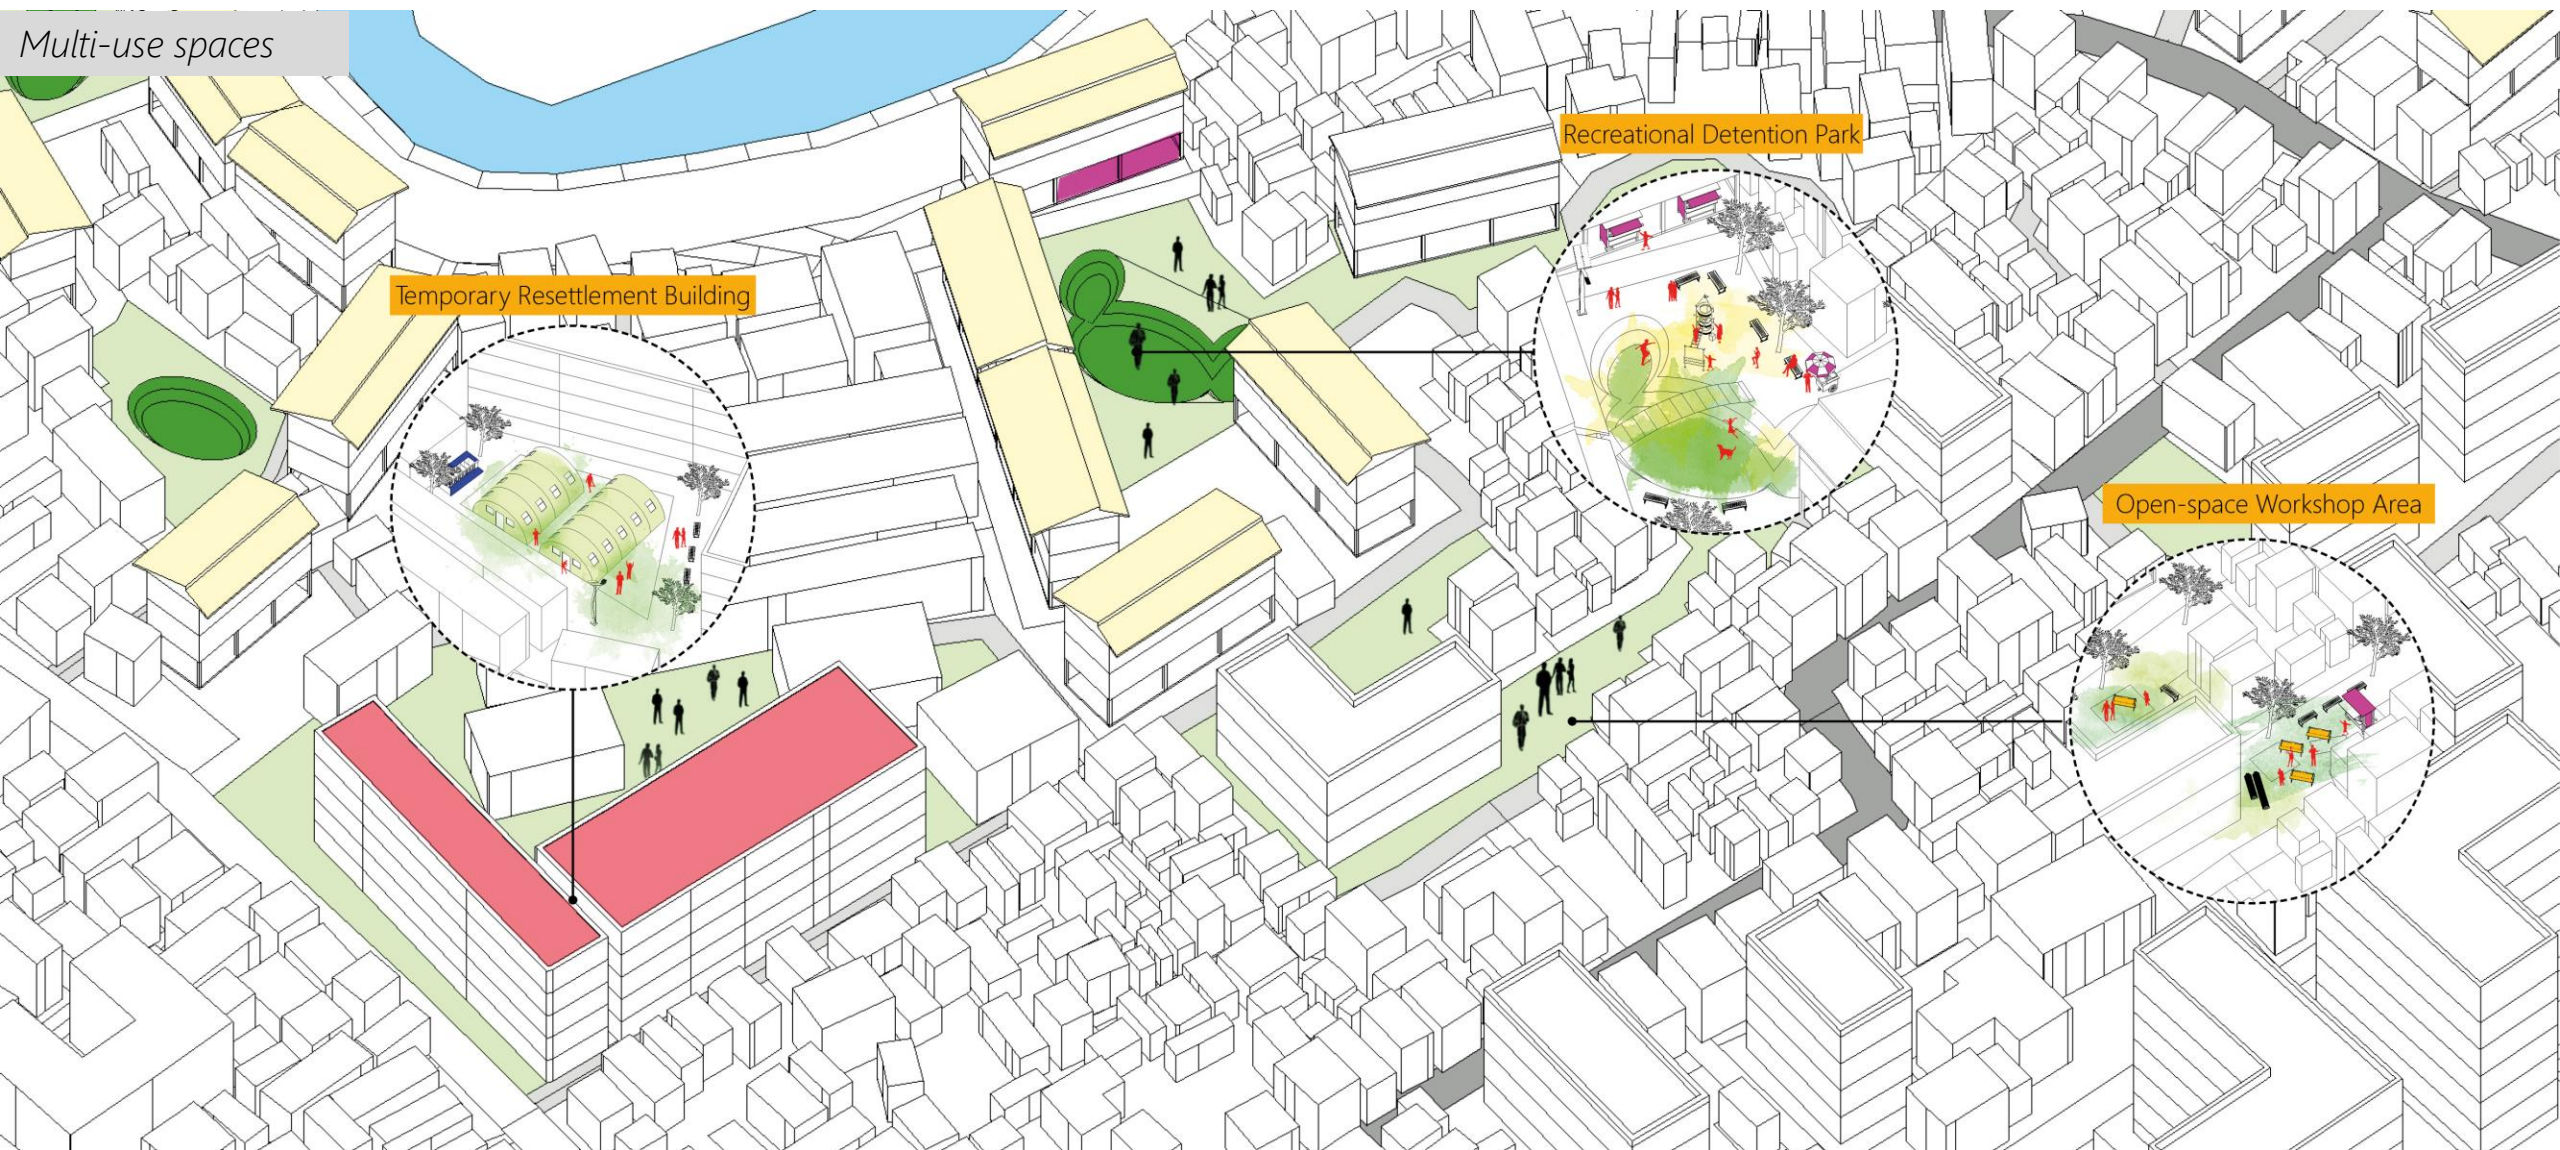 Multi-use spaces
Recreational Detention Park
Temporary Resettlement Building
Open-space Workshop Area